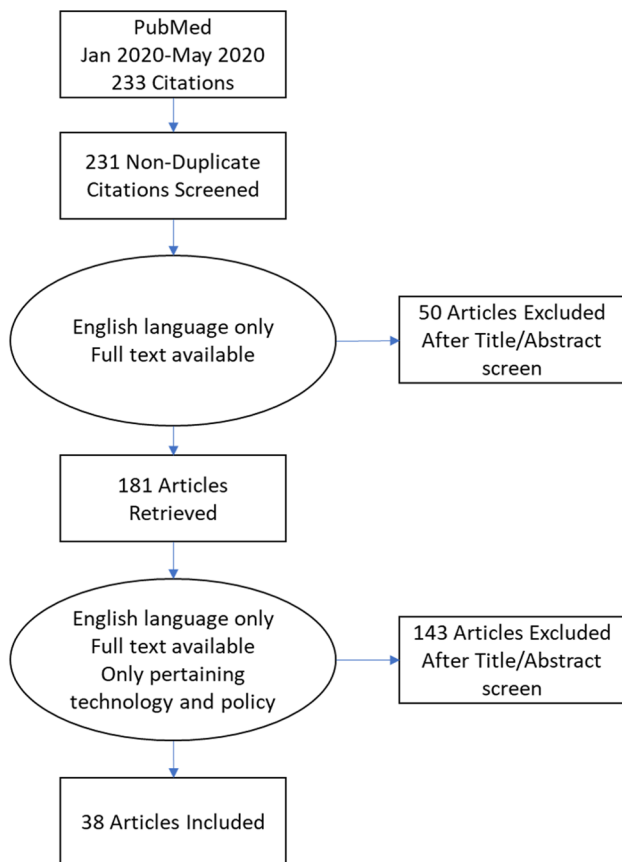 PubMed
Jan 2020-May 2020
233 Citations
231 Non-Duplicate
Citations Screened
English language only
Full text available
50 Articles Excluded
After Title/Abstract
screen
181 Articles
Retrieved
English language only
Full text available
Only pertaining
technology and policy
143 Articles Excluded
After Title/Abstract
screen
38 Articles Included